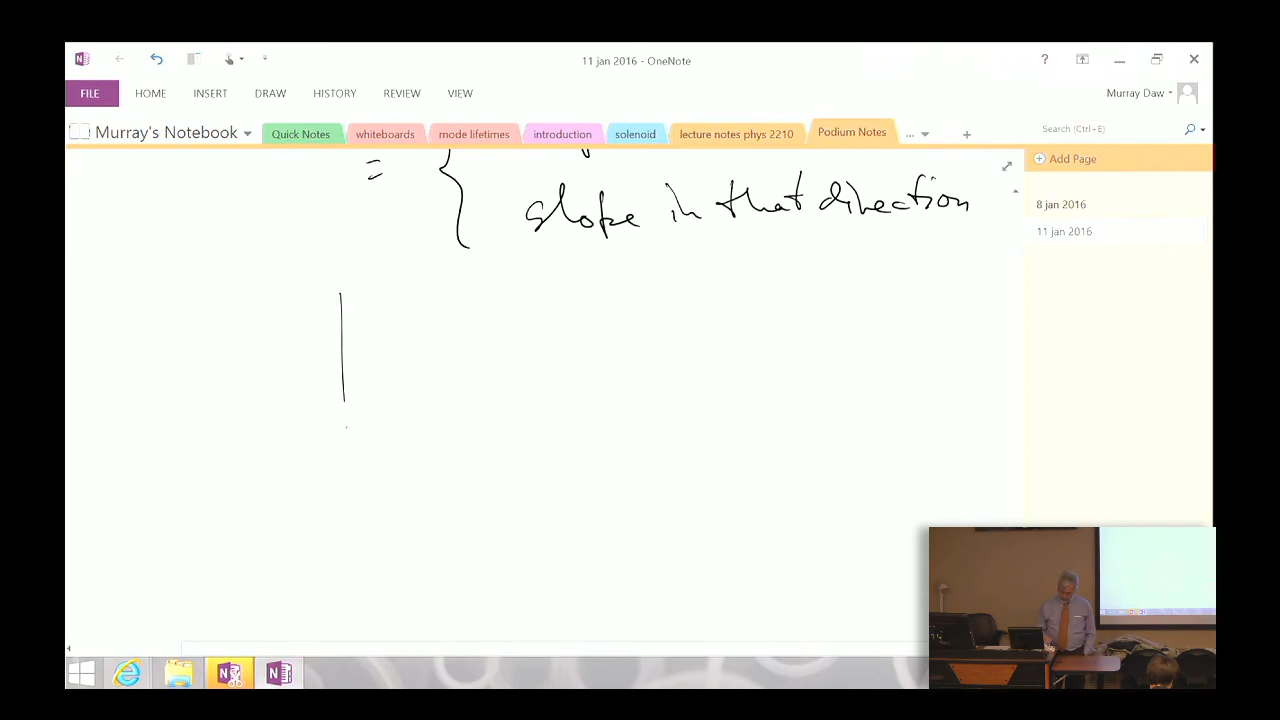 11 jan 2016 - OneNote
?
FILE HOME INSERT DRAW HISTORY REVIEW VIEW
Murray Daw
Murray's Notebook
Quick Notes whiteboards mode lifetimes introduction solenoid lecture notes phys 2210 Podium Notes ... +
Search (Ctrl+E)
Add Page
8 jan 2016
11 jan 2016
= {
slope in that direction